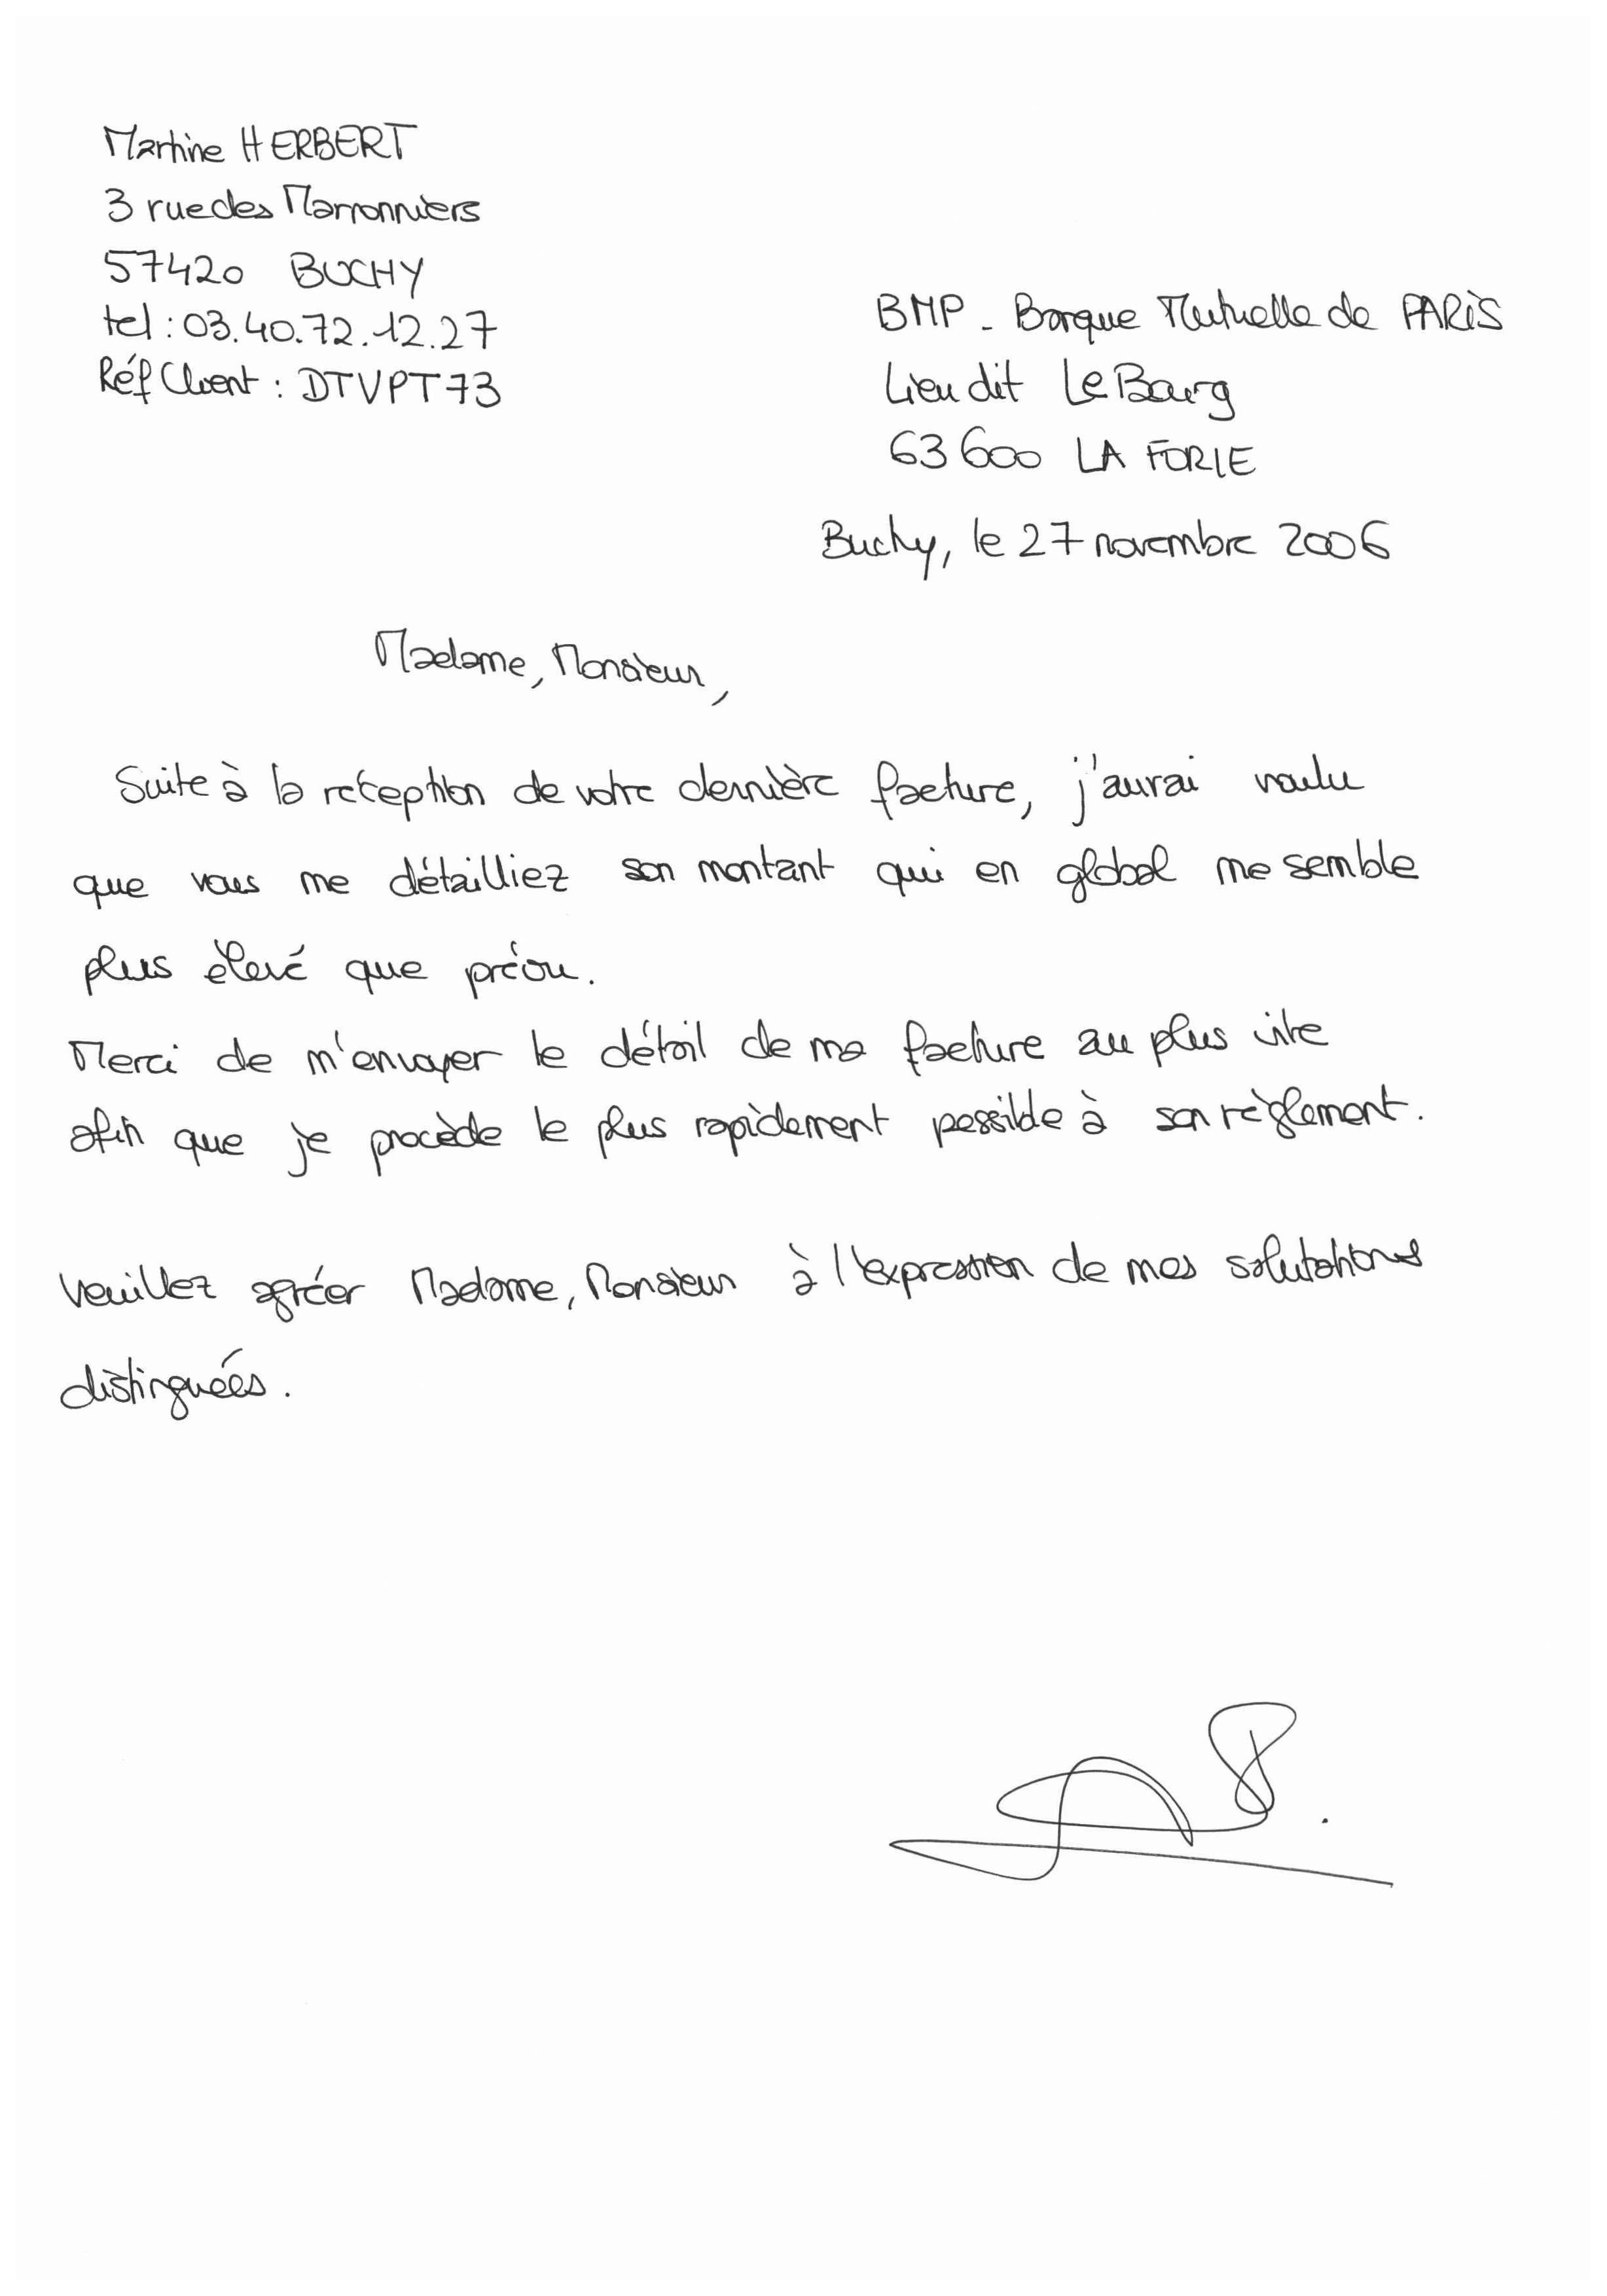 Martine HERBERT
3 rue des Marronniers
57420 BUCHY
tel : 03.40.72.12.27
Réf Client : DTVPT73
BMP - Banque Mutuelle de PARIS
Lieu dit Le Bourg
63600 LA FORIE
Buchy, le 27 novembre 2006
Madame, Monsieur,
Suite à la réception de votre dernière facture, j'aurai voulu
que vous me détailliez son montant qui en global me semble
plus élevé que prévu.
Merci de m'envoyer le détail de ma facture au plus vite
afin que je procède le plus rapidement possible à son règlement.
Veuillez agréer Madame, Monsieur à l'expression de mes salutations
distinguées.